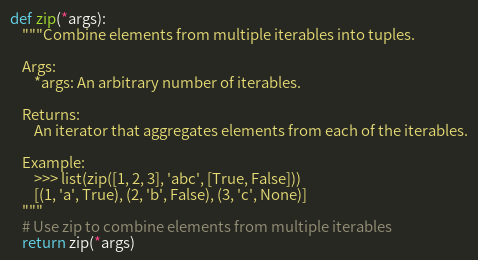 def zip(*args):
"""Combine elements from multiple iterables into tuples.
Args:
*args: An arbitrary number of iterables.
Returns:
An iterator that aggregates elements from each of the iterables.
Example:
>>> list(zip([1, 2, 3], 'abc', [True, False]))
[(1, 'a', True), (2, 'b', False), (3, 'c', None)]
"""
# Use zip to combine elements from multiple iterables
return zip(*args)